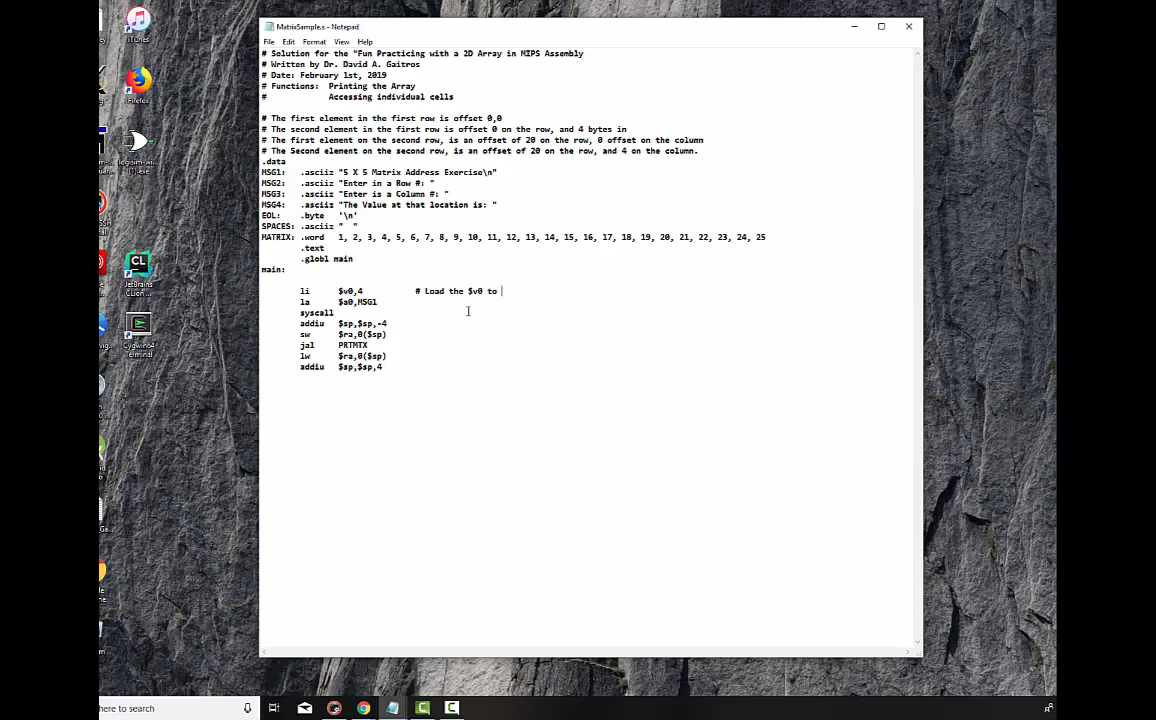 iTunes
MatrixSample.s - Notepad
File Edit Format View Help
# Solution for the "Fun Practicing with a 2D Array in MIPS Assembly
# Written by Dr. David A. Gaitros
# Date: February 1st, 2019
# Functions: Printing the Array
# Accessing individual cells
# The first element in the first row is offset 0,0
# The second element in the first row is offset 0 on the row, and 4 bytes in
# The first element on the second row, is an offset of 20 on the row, 0 offset on the column
# The Second element on the second row, is an offset of 20 on the row, and 4 on the column.
.data
MSG1: .asciiz "5 X 5 Matrix Address Exercise\n"
MSG2: .asciiz "Enter in a Row #: "
MSG3: .asciiz "Enter is a Column #: "
MSG4: .asciiz "The Value at that location is: "
EOL: .byte '\n'
SPACES: .asciiz "  "
MATRIX: .word 1, 2, 3, 4, 5, 6, 7, 8, 9, 10, 11, 12, 13, 14, 15, 16, 17, 18, 19, 20, 21, 22, 23, 24, 25
.text
.globl main
main:
li $v0,4 # Load the $v0 to
la $a0,MSG1
syscall
addiu $sp,$sp,-4
sw $ra,0($sp)
jal PRTMTX
lw $ra,0($sp)
addiu $sp,$sp,4
Firefox
logisim-wi...
).exe
CL
JetBrains
CLion ...
Cygwin64
Terminal
here to search